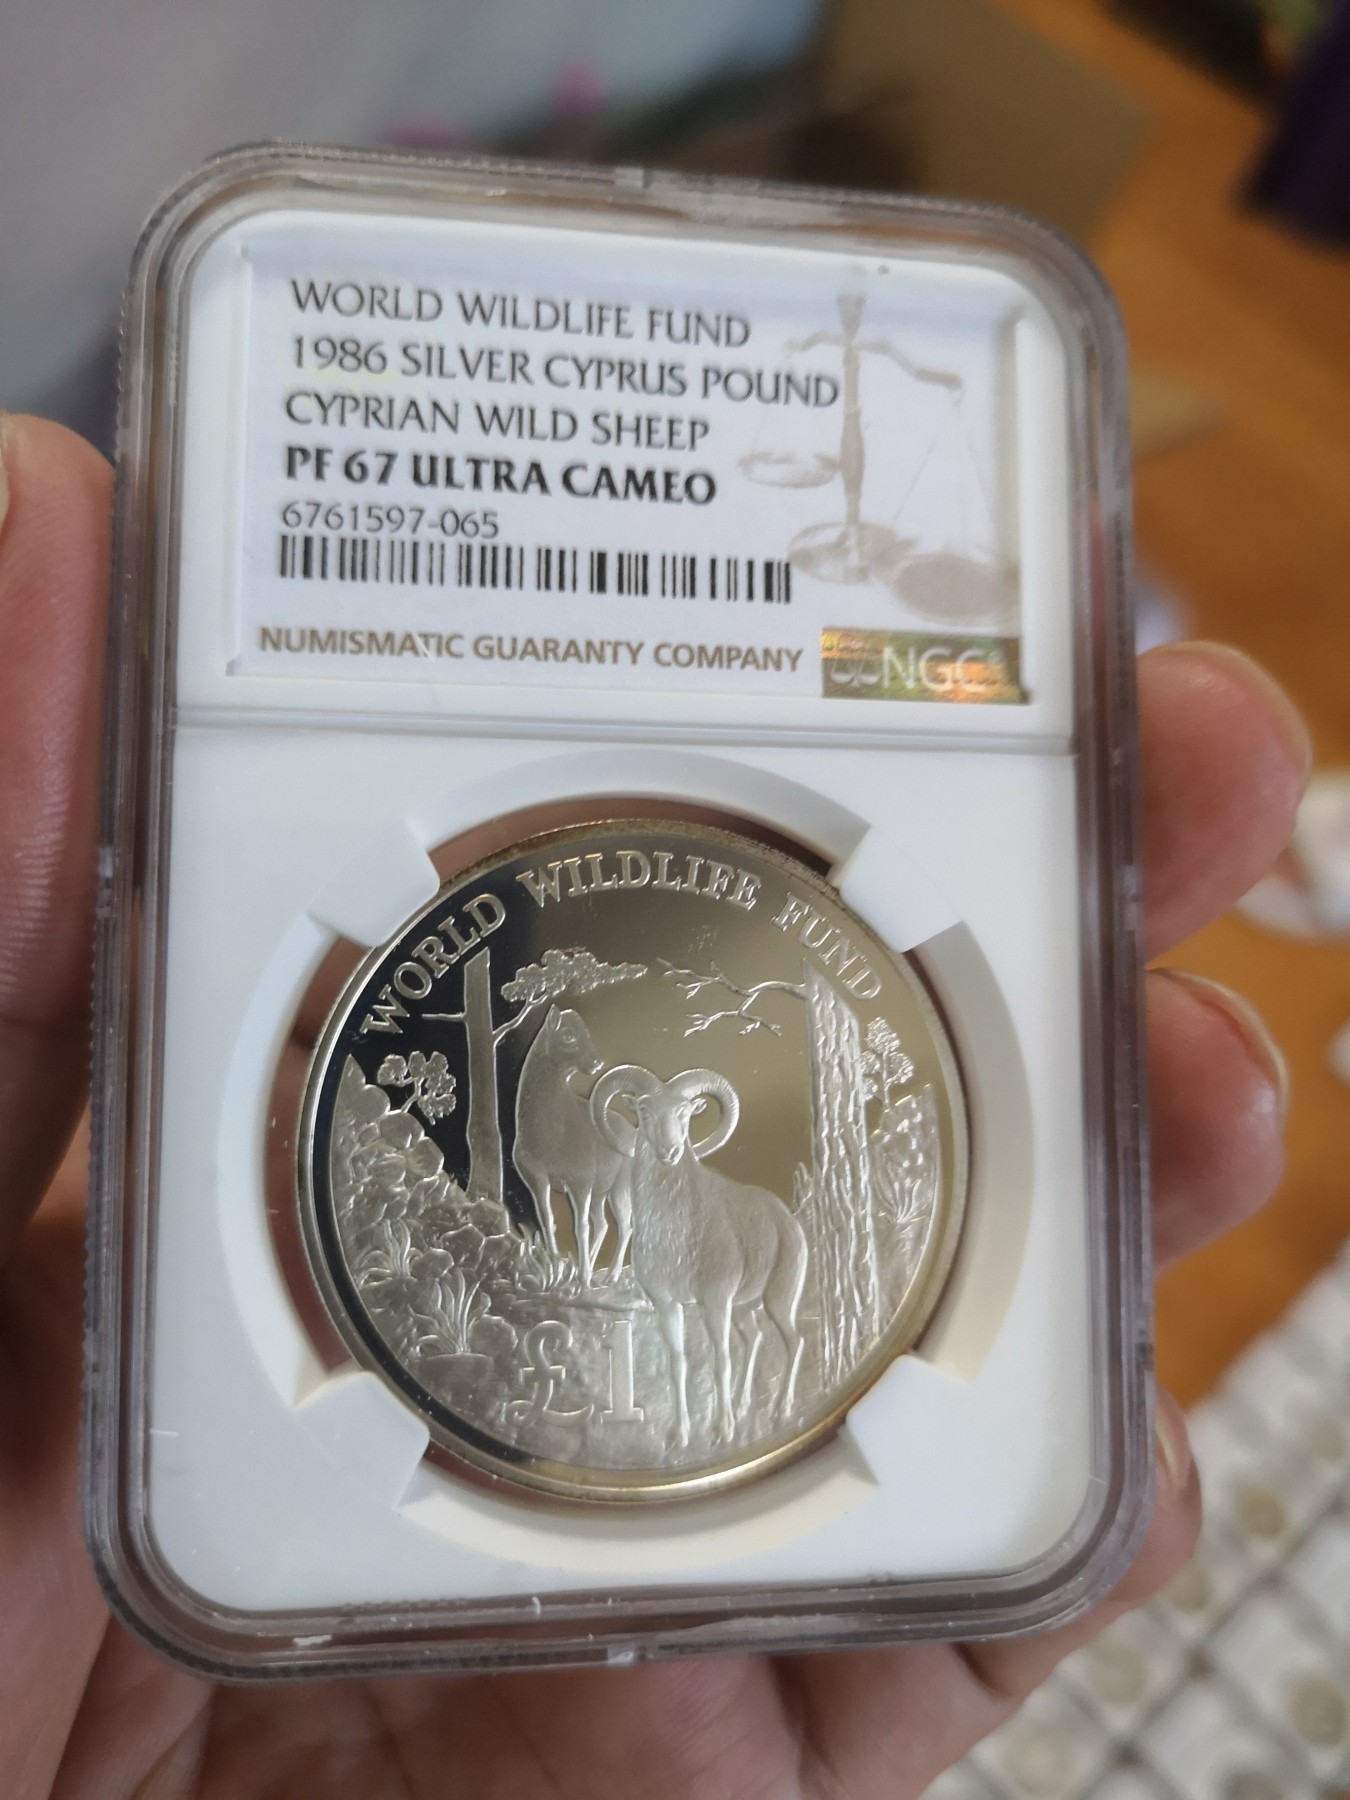 WORLD WILDLIFE FUND
1986 SILVER CYPRUS POUND
CYPRIAN WILD SHEEP
PF 67 ULTRA CAMEO
6761597-065
NUMISMATIC GUARANTY COMPANY
NGC
WORLD WILDLIFE FUND
£1